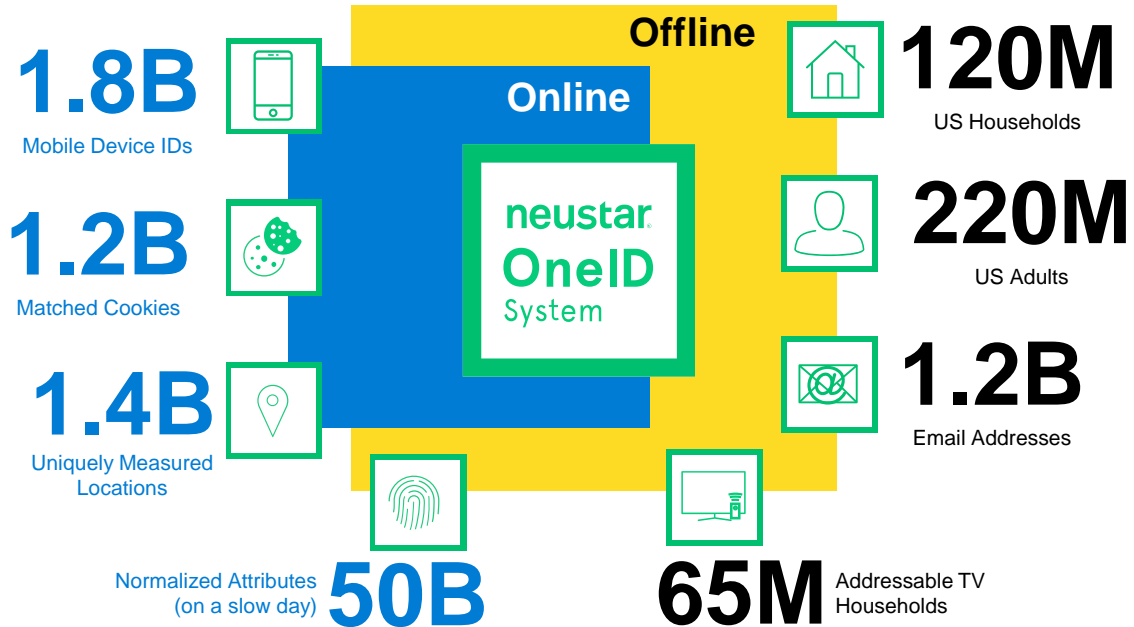 Offline
Online
1.8B
Mobile Device IDs
1.2B
Matched Cookies
1.4B
Uniquely Measured
Locations
neustar
OneID
System
120M
US Households
220M
US Adults
@
1.2B
Email Addresses
Normalized Attributes
(on a slow day)
50B
65M
Addressable TV
Households